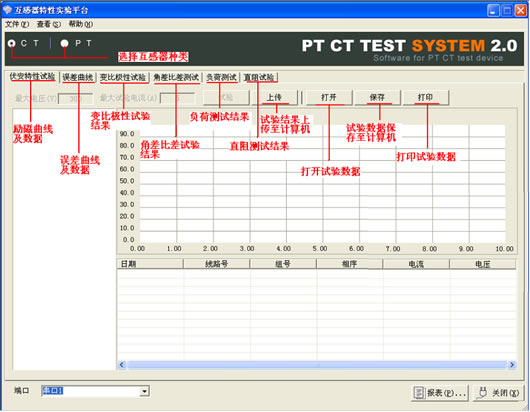 互感器特性实验平台
文件(F) 查看(S) 帮助(H)
CT PT
选择互感器种类
PT CT TEST SYSTEM 2.0
Software for PT CT test device
伏安特性试验 误差曲线 变比极性试验 角差比差测试 负荷测试 直阻试验
最大电压(V) 300 最大试验电流(A) 试验 上传 打开 保存 打印
励磁曲线及数据
误差曲线及数据
变比极性试验结果
角差比差试验结果
负荷测试结果
直阻测试结果
试验结果上传至计算机
打开试验数据
试验数据保存至计算机
打印试验数据
90.0
80.0
70.0
60.0
50.0
40.0
30.0
20.0
10.0
0.0
0.00 1.00 2.00 3.00 4.00 5.00 6.00 7.00 8.00 9.00 10.00
日期 线路号 组号 相序 电流 电压
端口 串口1 报表(P)... 关闭(X)